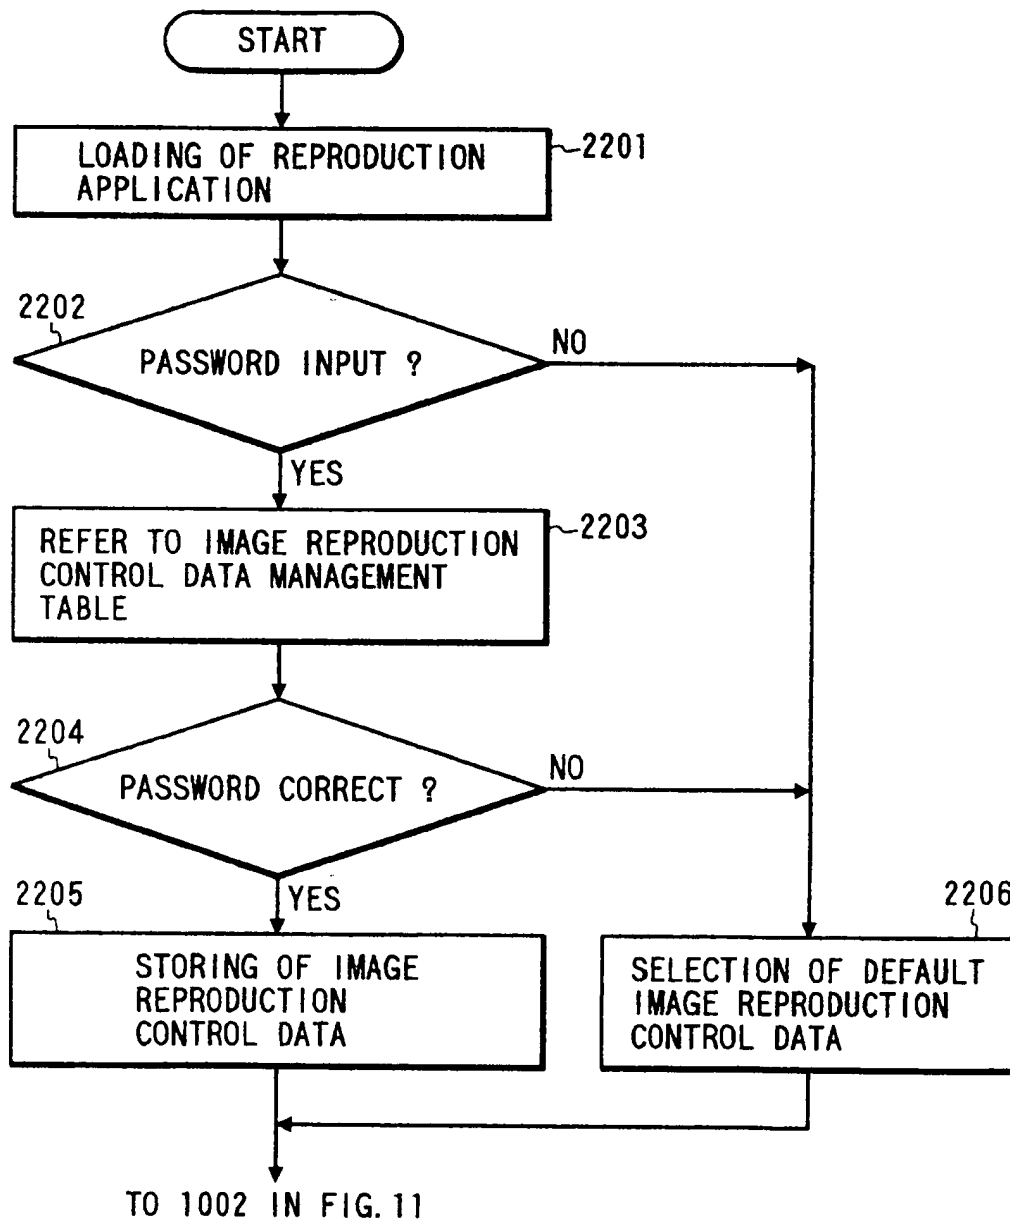 START
LOADING OF REPRODUCTION
APPLICATION
2201
2202
PASSWORD INPUT ?
NO
YES
REFER TO IMAGE REPRODUCTION
CONTROL DATA MANAGEMENT
TABLE
2203
2204
PASSWORD CORRECT ?
NO
YES
2205
STORING OF IMAGE
REPRODUCTION
CONTROL DATA
2206
SELECTION OF DEFAULT
IMAGE REPRODUCTION
CONTROL DATA
TO 1002 IN FIG. 11